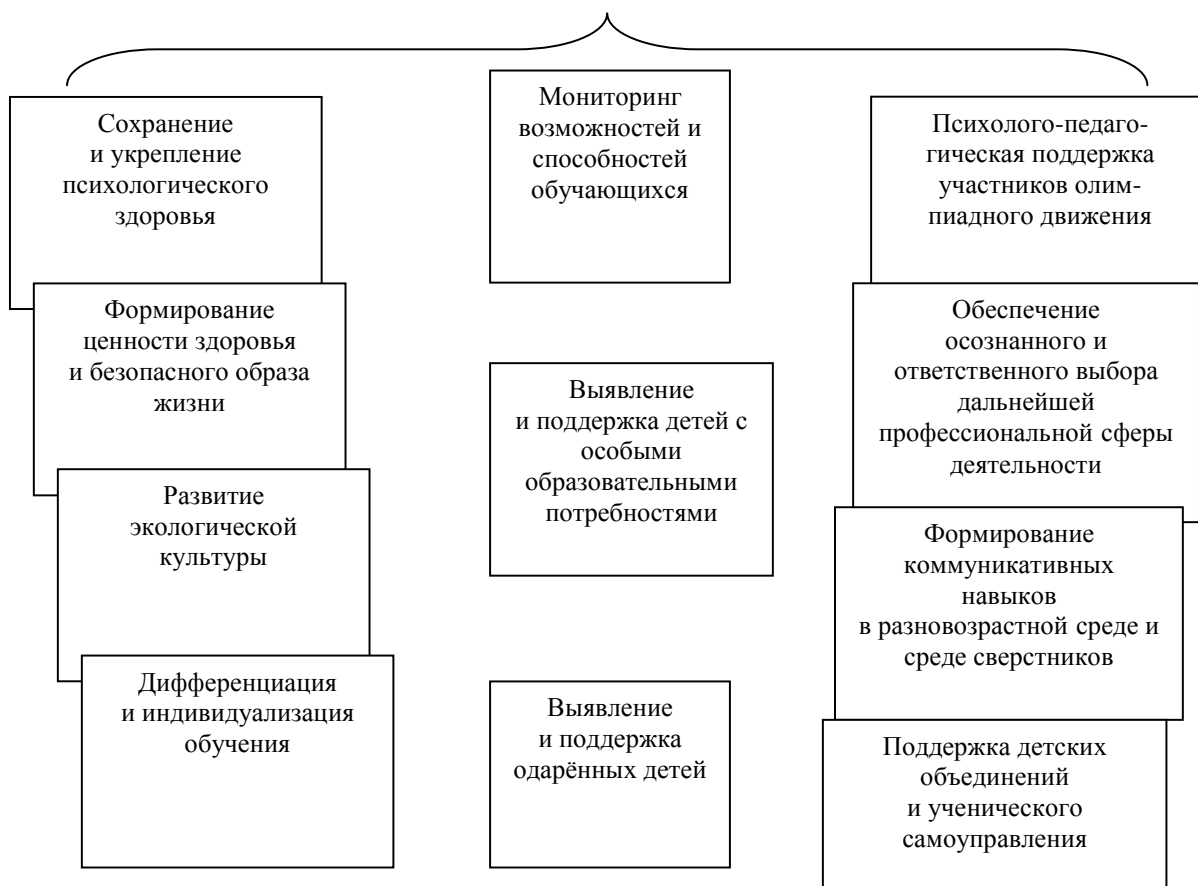 Сохранение
и укрепление
психологического
здоровья
Формирование
ценности здоровья
и безопасного образа
жизни
Развитие
экологической
культуры
Дифференциация
и индивидуализация
обучения
Мониторинг
возможностей и
способностей
обучающихся
Выявление
и поддержка детей с
особыми
образовательными
потребностями
Выявление
и поддержка
одарённых детей
Психолого-педаго-
гическая поддержка
участников олим-
пиадного движения
Обеспечение
осознанного и
ответственного выбора
дальнейшей
профессиональной сферы
деятельности
Формирование
коммуникативных
навыков
в разновозрастной среде и
среде сверстников
Поддержка детских
объединений
и ученического
самоуправления